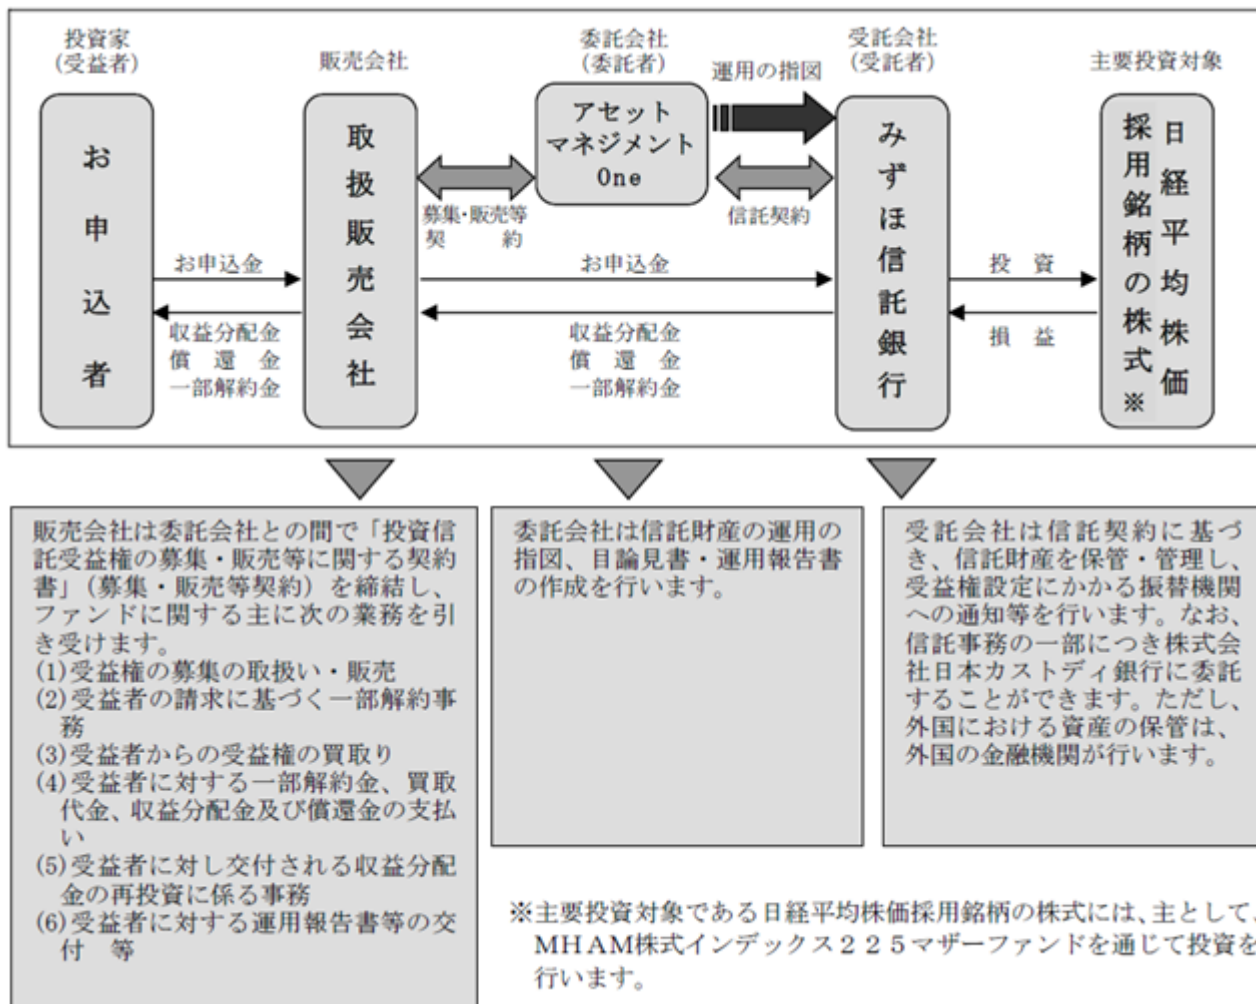 投資家
(受益者)
販売会社
委託会社
(委託者)
運用の指図
受託会社
(受託者)
主要投資対象
お申込者
取扱販売会社
アセット
マネジメント
One
みずほ信託銀行
日経平均株価
採用銘柄の株式※
募集・販売等
契　約
信託契約
お申込金
お申込金
投　資
収益分配金
償　還　金
一部解約金
収益分配金
償　還　金
一部解約金
損　益
販売会社は委託会社との間で「投資信
託受益権の募集・販売等に関する契約
書」(募集・販売等契約) を締結し、
ファンドに関する主に次の業務を引
き受けます。
(1)受益権の募集の取扱い・販売
(2)受益者の請求に基づく一部解約事
務
(3)受益者からの受益権の買取り
(4)受益者に対する一部解約金、買取
代金、収益分配金及び償還金の支払
い
(5)受益者に対し交付される収益分配
金の再投資に係る事務
(6)受益者に対する運用報告書等の交
付　等
委託会社は信託財産の運用の
指図、目論見書・運用報告書
の作成を行います。
受託会社は信託契約に基づ
き、信託財産を保管・管理し、
受益権設定にかかる振替機関
への通知等を行います。なお、
信託事務の一部につき株式会
社日本カストディ銀行に委託
することができます。ただし、
外国における資産の保管は、
外国の金融機関が行います。
※主要投資対象である日経平均株価採用銘柄の株式には、主として、
MHAM株式インデックス２２５マザーファンドを通じて投資を
行います。